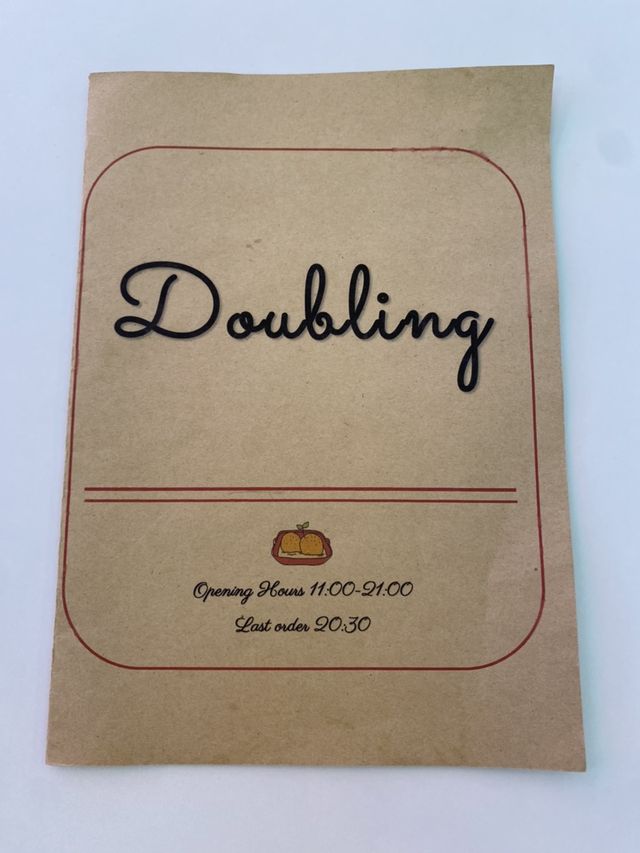 Doubling
Opening Hours 11:00-21:00
Last order 20:30